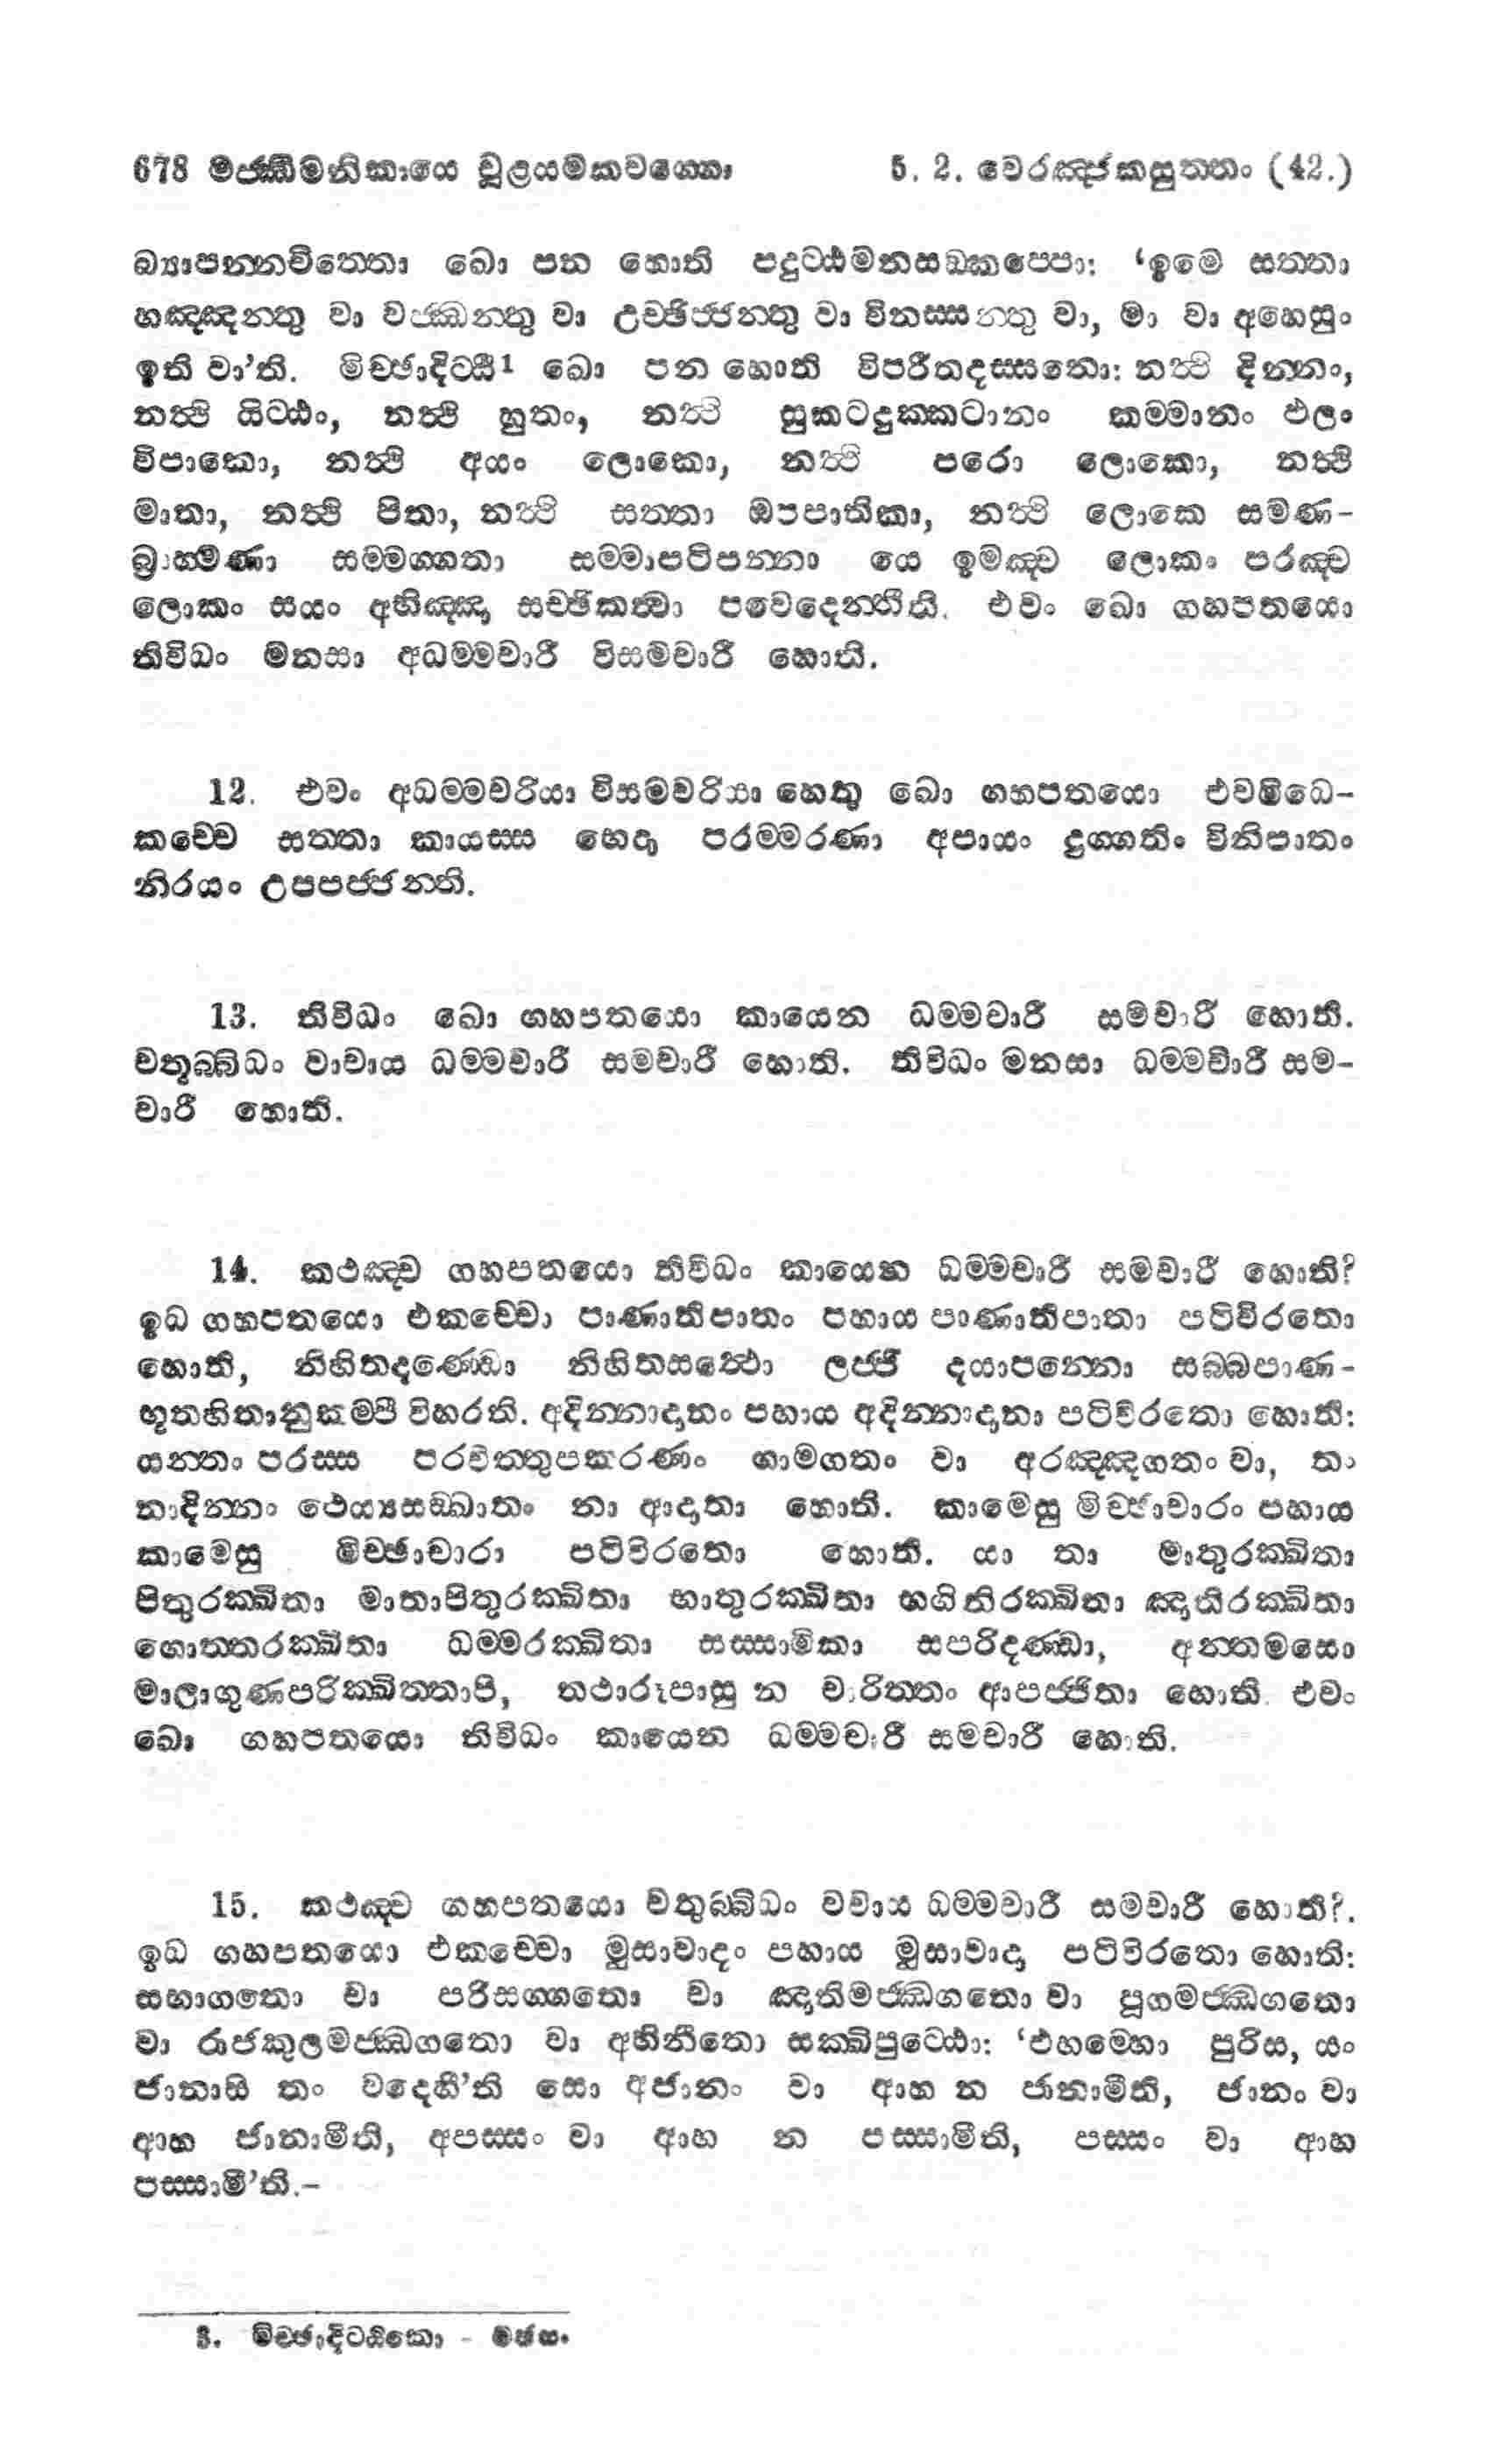 678 මජ්ඣිමනිකායෙ චූළයමකවග්ගො 5. 2. වෙරඤ්ජකසුත්තං (42.)
බ්‍යාපන්නචිත්තො ඛො පන හොති පදුට්ඨමනසඞ්කප්පො: ‘ඉමෙ සත්තා
හඤ්ඤන්තු වා වජ්ඣන්තු වා උච්ඡිජ්ජන්තු වා විනස්සන්තු වා, මා වා අහෙසුං
ඉති වා’ති. මිච්ඡාදිට්ඨි1 ඛො පන හොති විපරීතදස්සනො: නත්‍ථි දින්නං,
නත්‍ථි යිට්ඨං, නත්‍ථි හුතං, නත්‍ථි සුකටදුක්කටානං කම්මානං ඵලං
විපාකො, නත්‍ථි අයං ලොකො, නත්‍ථි පරො ලොකො, නත්‍ථි
මාතා, නත්‍ථි පිතා, නත්‍ථි සත්තා ඔපපාතිකා, නත්‍ථි ලොකෙ සමණ-
බ්‍රාහ්මණා සම්මග්ගතා සම්මාපටිපන්නා යෙ ඉමඤ්ච ලොකං පරඤ්ච
ලොකං සයං අභිඤ්ඤා සච්ඡිකත්‍වා පවෙදෙන්තීති. එවං ඛො ගහපතයො
තිවිධං මනසා අධම්මචාරී විසමචාරී හොති.
12. එවං අධම්මචරියා විසමචරියා හෙතු ඛො ගහපතයො එවමිධෙ-
කච්චෙ සත්තා කායස්ස භෙදා පරම්මරණා අපායං දුග්ගතිං විනිපාතං
නිරයං උපපජ්ජන්ති.
13. තිවිධං ඛො ගහපතයො කායෙන ධම්මචාරී සමචාරී හොති.
චතූබ්බිධං වාචාය ධම්මචාරී සමචාරී හොති. තිවිධං මනසා ධම්මචාරී සම-
චාරී හොති.
14. කථඤ්ච ගහපතයො තිවිධං කායෙන ධම්මචාරී සමචාරී හොති?
ඉධ ගහපතයො එකච්චො පාණාතිපාතං පහාය පාණාතිපාතා පටිවිරතො
හොති, නිහිතදණ්ඩො නිහිතසත්‍ථො ලජ්ජී දයාපන්නො සබ්බපාණ-
භූතහිතානුකම්පී විහරති. අදින්නාදානං පහාය අදින්නාදානා පටිවිරතො හොති:
යන්තං පරස්ස පරවිත්තුපකරණං ගාමගතං වා අරඤ්ඤගතං වා, තං
නාදින්නං ථෙය්‍යසඞ්ඛාතං නා ආදාතා හොති. කාමෙසු මිච්ඡාචාරං පහාය
කාමෙසු මිච්ඡාචාරා පටිවිරතො හොති. යා තා මාතුරක්ඛිතා
පිතුරක්ඛිතා මාතාපිතුරක්ඛිතා භාතුරක්ඛිතා භගිනිරක්ඛිතා ඤාතිරක්ඛිතා
ගොත්තරක්ඛිතා ධම්මරක්ඛිතා සස්සාමිකා සපරිදණ්ඩා, අන්තමසො
මාලාගුණපරික්ඛිත්තාපි, තථාරූපාසු න චාරිත්තං ආපජ්ජිතා හොති. එවං
ඛො ගහපතයො තිවිධං කායෙන ධම්මචාරී සමචාරී හොති.
15. කථඤ්ච ගහපතයො චතුබ්බිධං වචාය ධම්මචාරී සමචාරී හොති?.
ඉධ ගහපතයො එකච්චො මුසාවාදං පහාය මුසාවාදා පටිවිරතො හොති:
සභාගතො වා පරිසග්ගතො වා ඤාතිමජ්ඣගතො වා පූගමජ්ඣගතො
වා රාජකුලමජ්ඣගතො වා අභිනීතො සක්ඛිපුට්ඨො: ‘එහම්භො පුරිස, යං
ජානාසි තං වදෙහී’ති සො අජානං වා ආහ න ජානාමීති, ජානං වා
ආහ ජානාමීති, අපස්සං වා ආහ න පස්සාමීති, පස්සං වා ආහ
පස්සාමී’ති.–
මිච්ඡාදිට්ඨිකො - මජසං